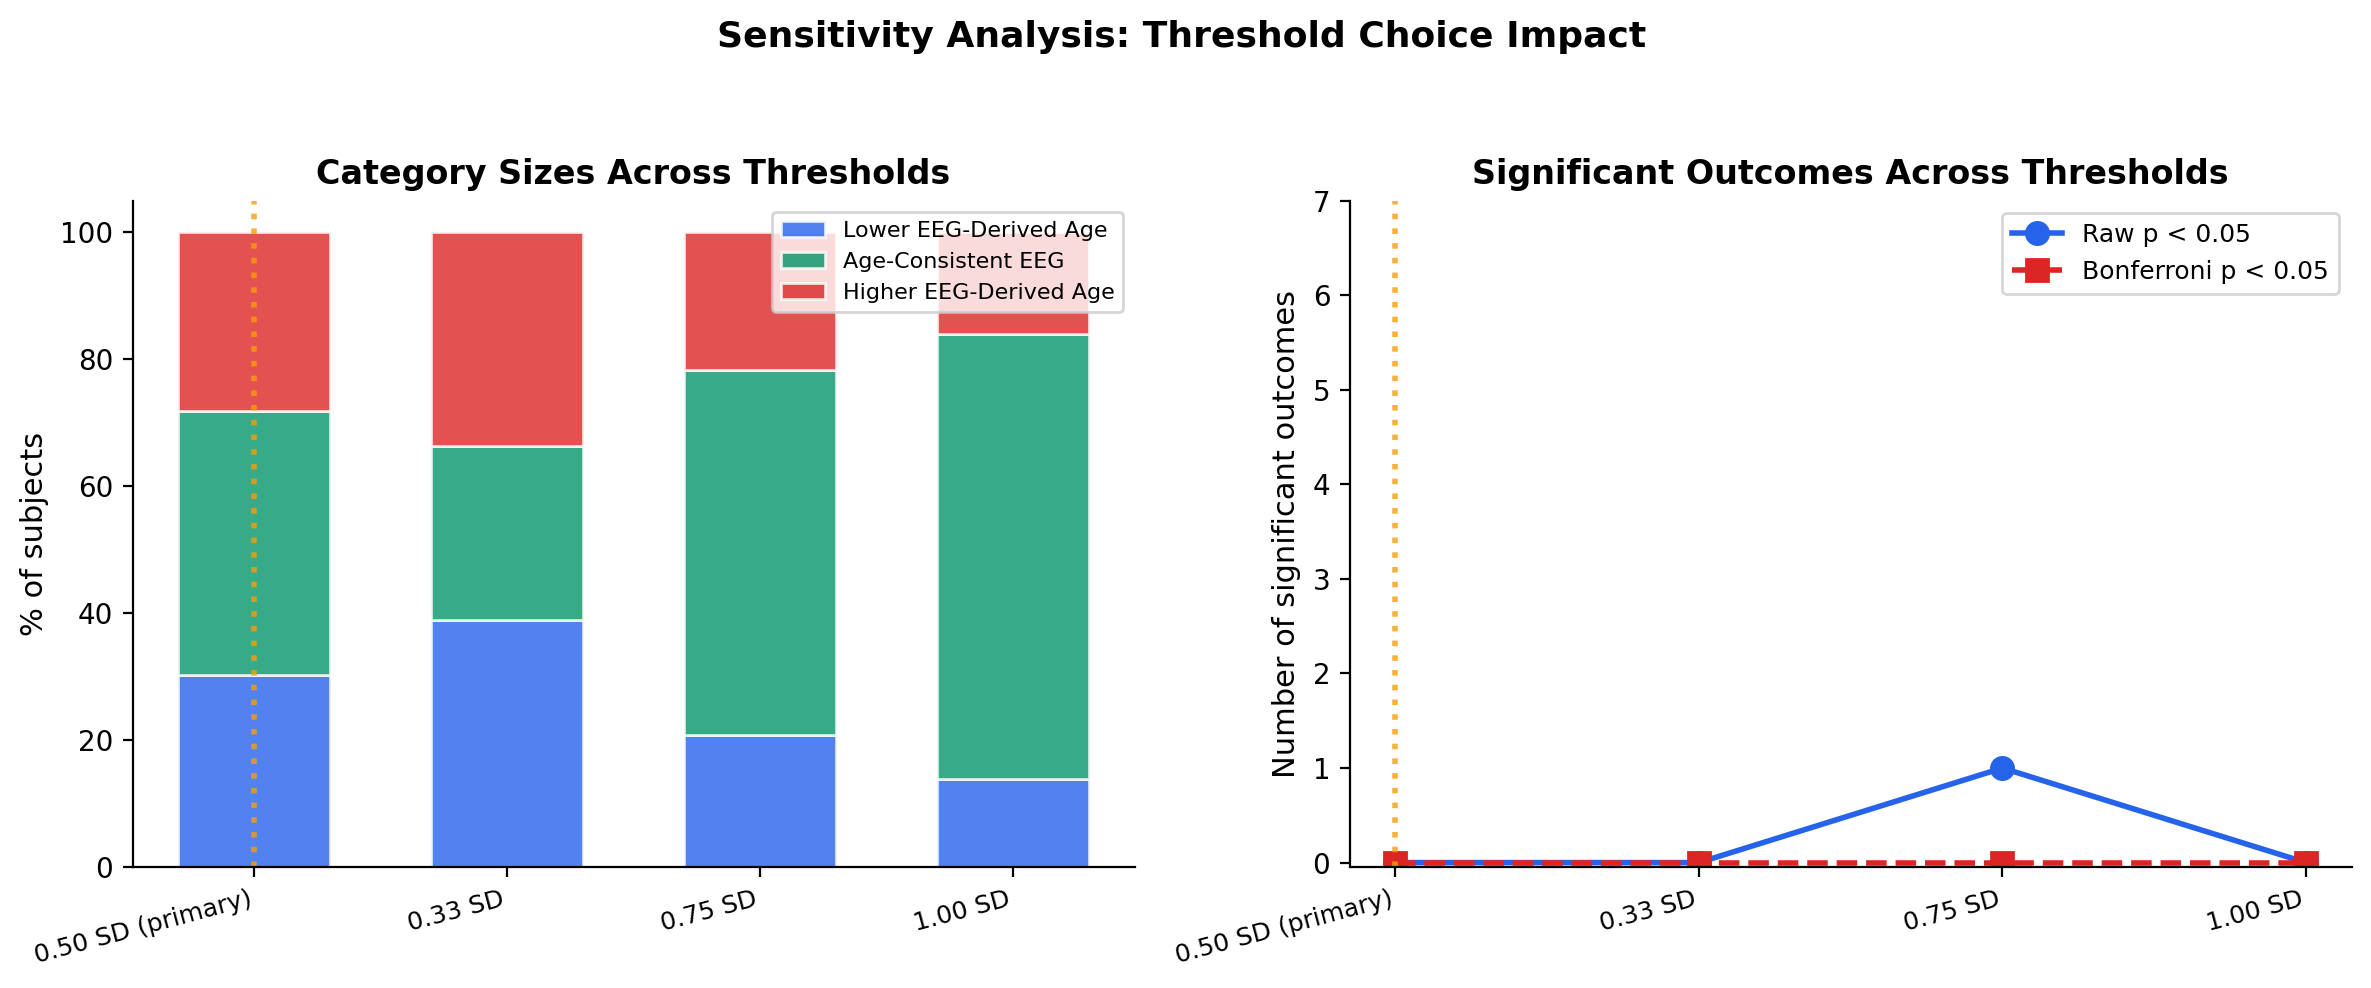 Sensitivity Analysis: Threshold Choice Impact
Category Sizes Across Thresholds
% of subjects
100
80
60
40
20
0
Lower EEG-Derived Age
Age-Consistent EEG
Higher EEG-Derived Age
0.50 SD (primary)
0.33 SD
0.75 SD
1.00 SD
Significant Outcomes Across Thresholds
Number of significant outcomes
7
6
5
4
3
2
1
0
Raw p < 0.05
Bonferroni p < 0.05
0.50 SD (primary)
0.33 SD
0.75 SD
1.00 SD